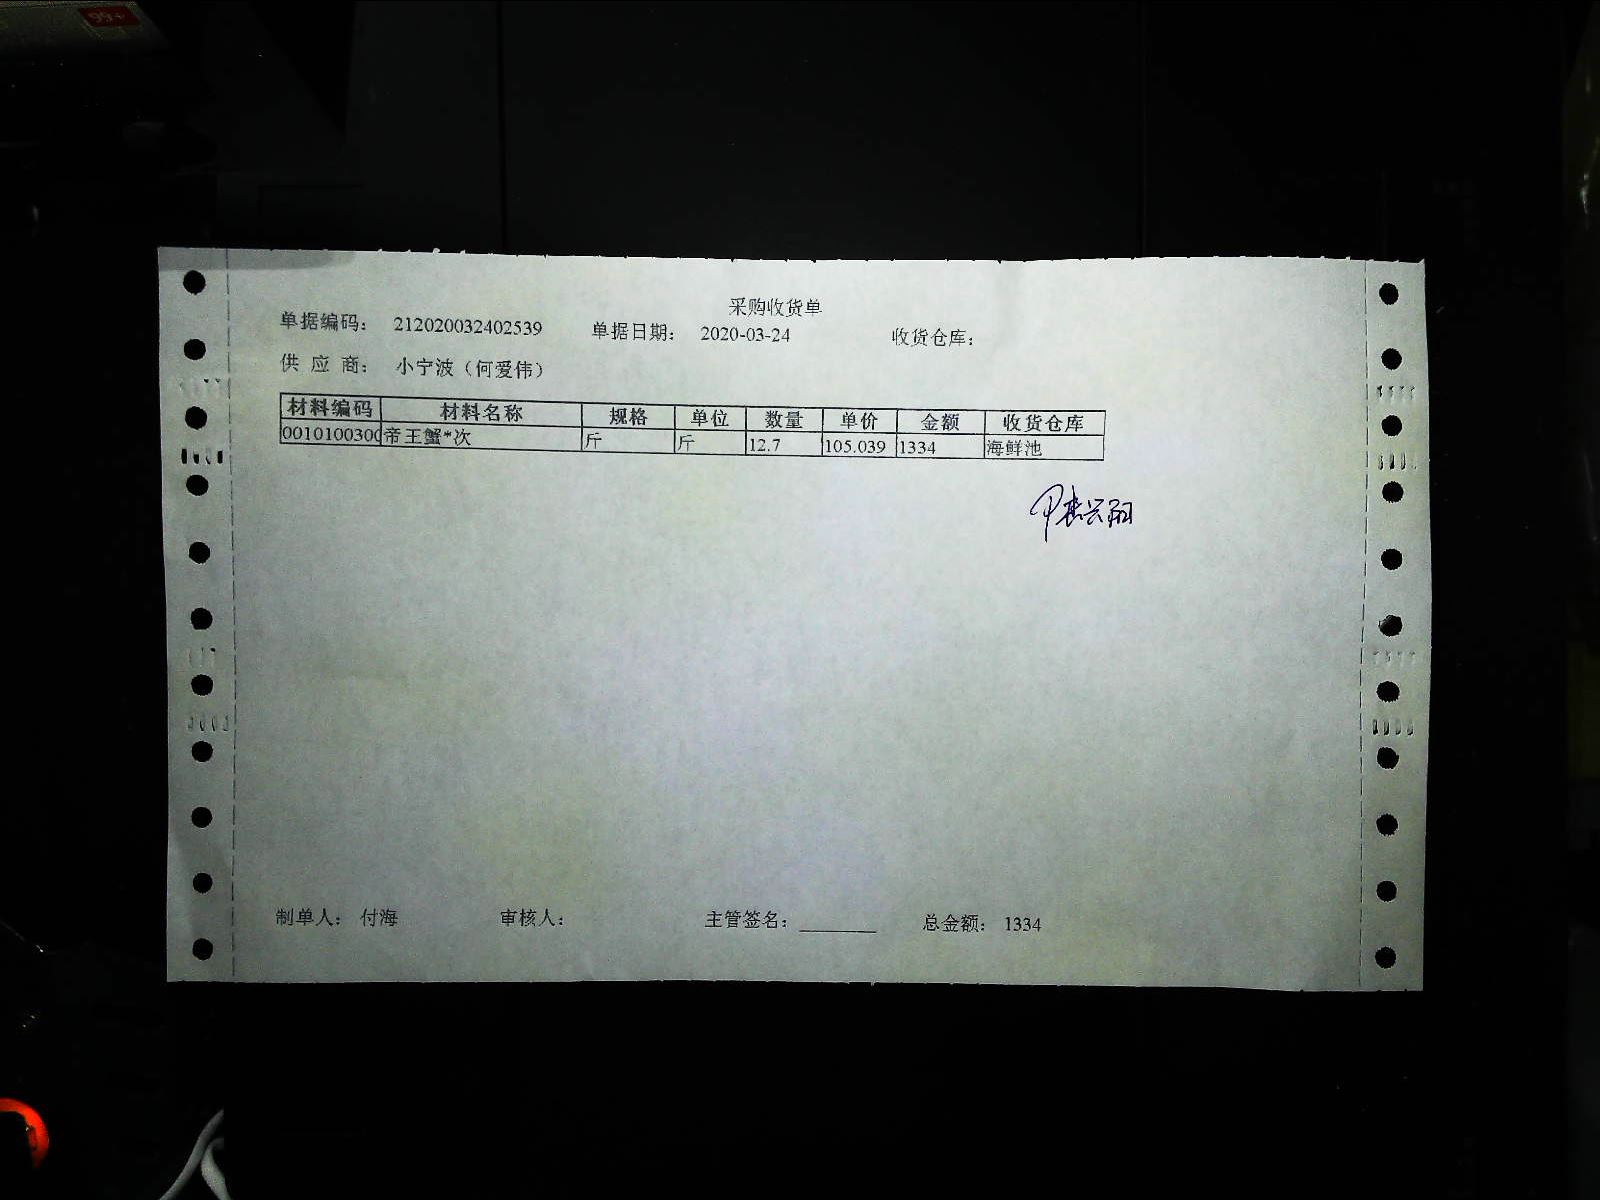 99+
采购收货单
单据编码： 212020032402539 单据日期： 2020-03-24 收货仓库：
供 应 商： 小宁波（何爱伟）
材料编码 材料名称 规格 单位 数量 单价 金额 收货仓库
0010100300 帝王蟹*次 斤 斤 12.7 105.039 1334 海鲜池
制单人： 付海 审核人： 主管签名： 总金额： 1334